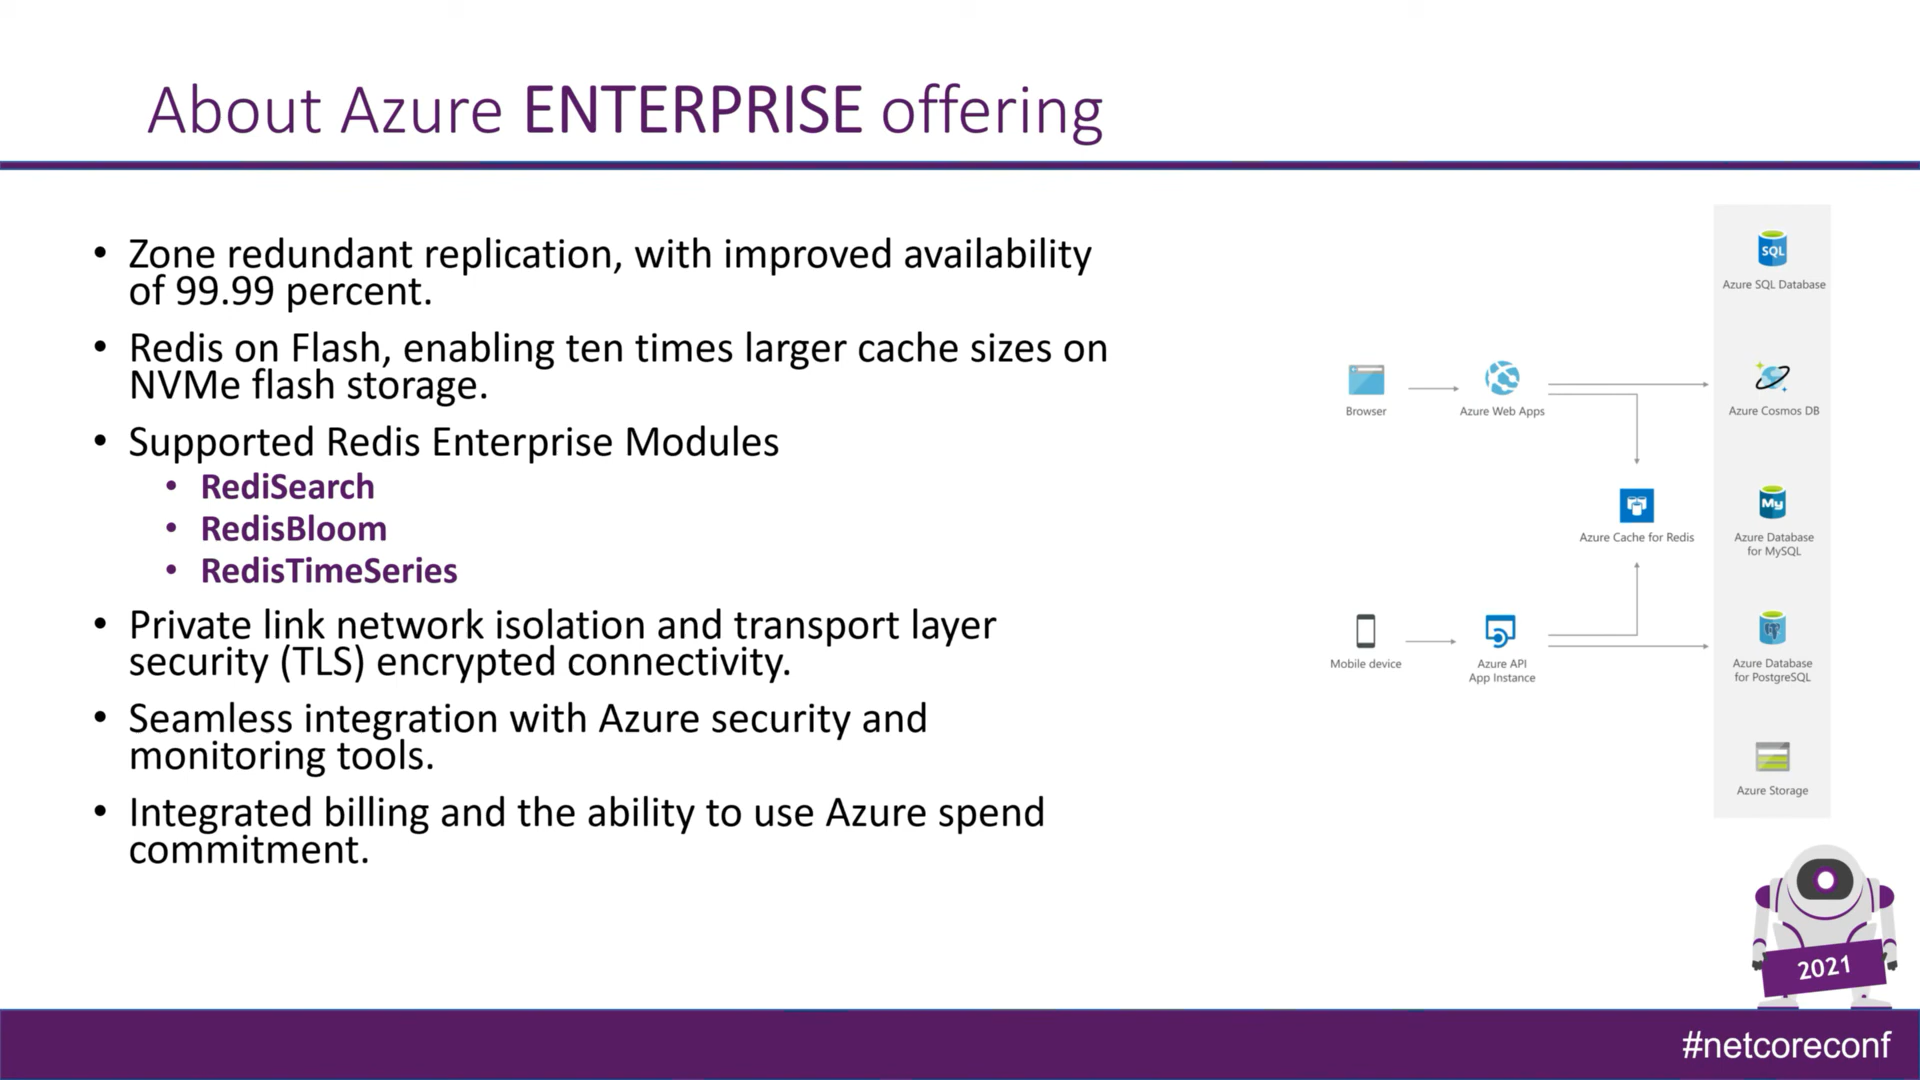 About Azure ENTERPRISE offering
• Zone redundant replication, with improved availability
of 99.99 percent.
• Redis on Flash, enabling ten times larger cache sizes on
NVMe flash storage.
• Supported Redis Enterprise Modules
• RediSearch
• RedisBloom
• RedisTimeSeries
• Private link network isolation and transport layer
security (TLS) encrypted connectivity.
• Seamless integration with Azure security and
monitoring tools.
• Integrated billing and the ability to use Azure spend
commitment.
SQL
Azure SQL Database
Browser
Azure Web Apps
Azure Cosmos DB
Azure Cache for Redis
My
Azure Database
for MySQL
Mobile device
Azure API
App Instance
Azure Database
for PostgreSQL
Azure Storage
2021
#netcoreconf